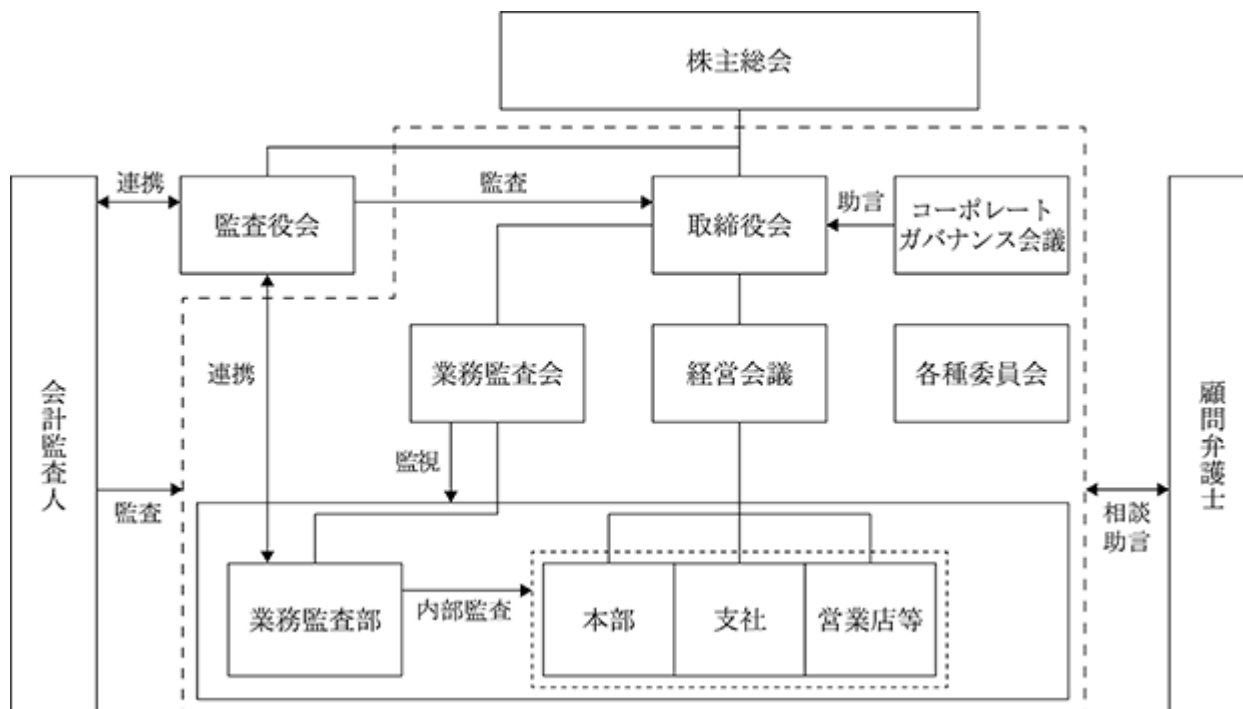 株主総会
連携
監査役会
監査
取締役会
助言
コーポレート
ガバナンス会議
連携
業務監査会
経営会議
各種委員会
会計監査人
監査
監視
顧問弁護士
相談
助言
業務監査部
内部監査
本部
支社
営業店等